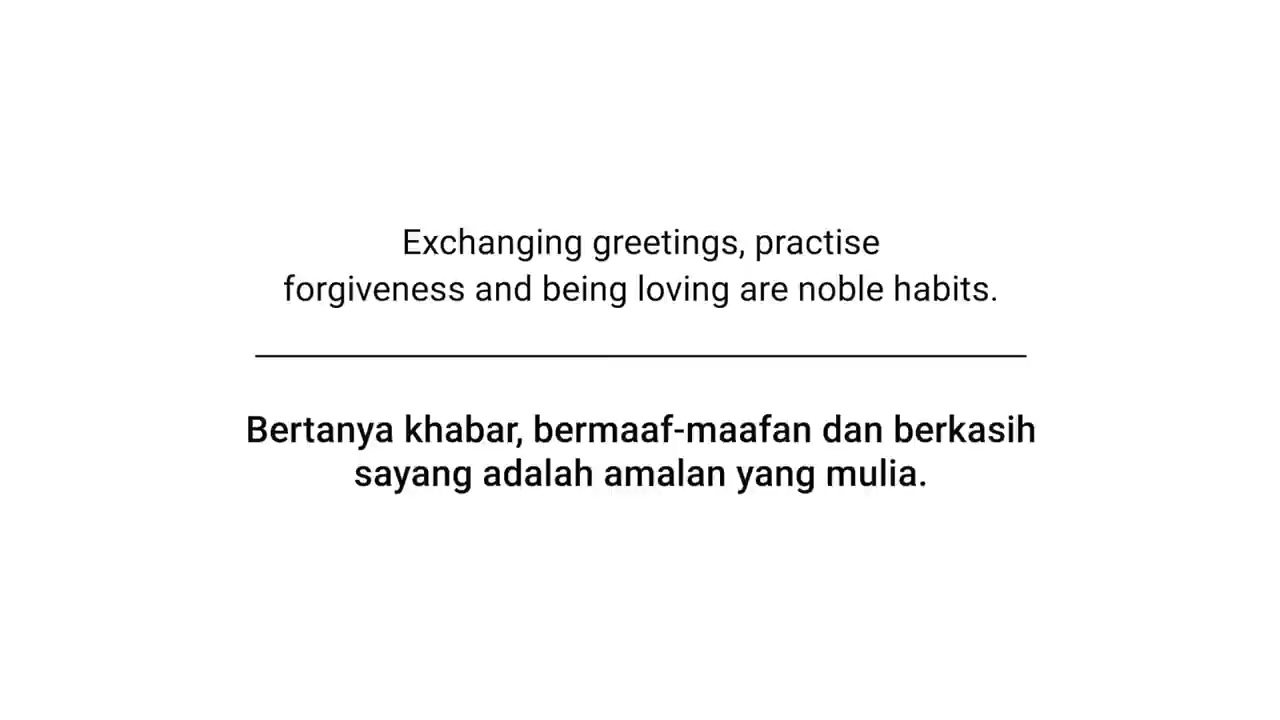 Exchanging greetings, practise
forgiveness and being loving are noble habits.
Bertanya khabar, bermaaf-maafan dan berkasih
sayang adalah amalan yang mulia.